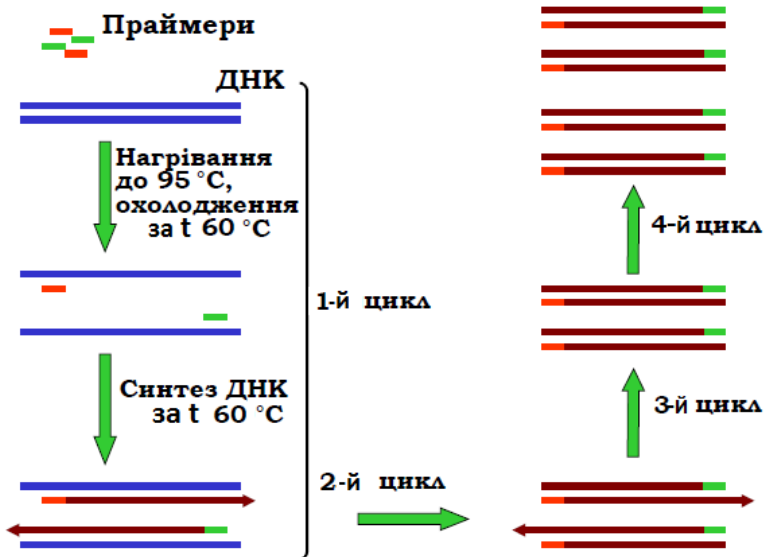 Праймери
ДНК
Нагрівання
до 95 °C,
охолодження
за t 60 °C
1-й цикл
Синтез ДНК
за t 60 °C
2-й цикл
3-й цикл
4-й цикл